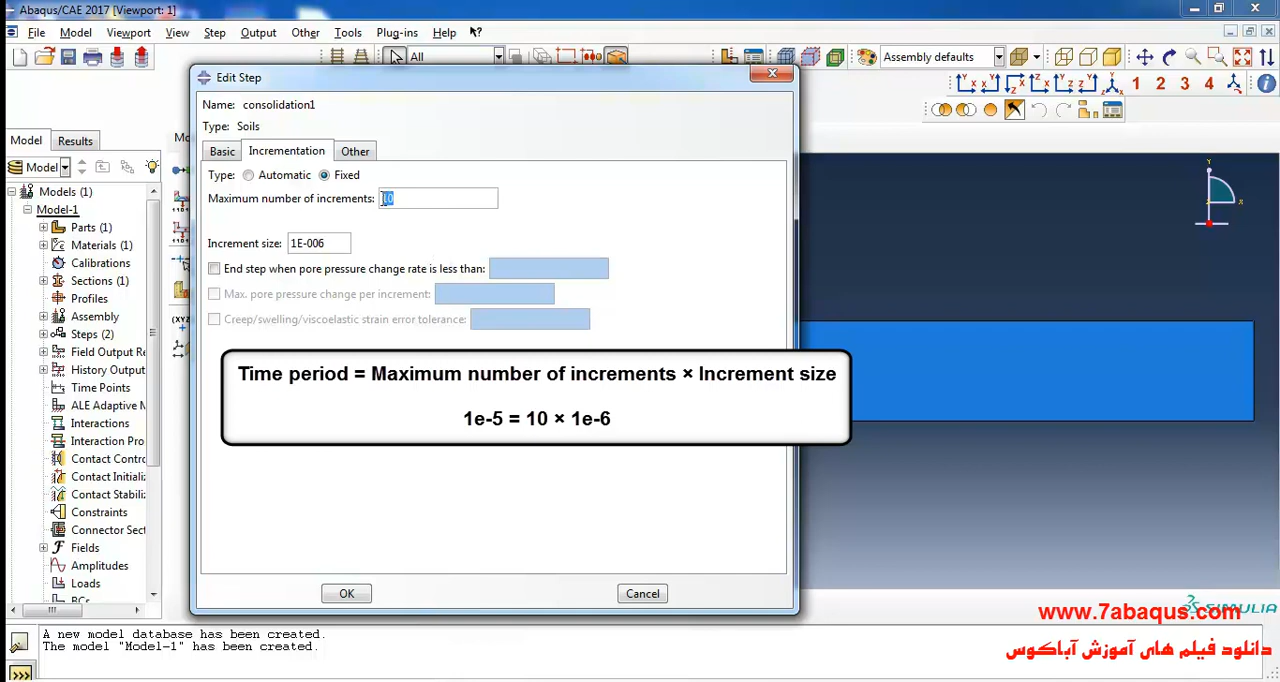 Abaqus/CAE 2017 [Viewport: 1]
File Model Viewport View Step Output Other Tools Plug-ins Help
All
Assembly defaults
1 2 3 4
Edit Step
Name: consolidation1
Type: Soils
Basic Incrementation Other
Type: Automatic Fixed
Maximum number of increments: 10
Increment size: 1E-006
End step when pore pressure change rate is less than:
Max. pore pressure change per increment:
Creep/swelling/viscoelastic strain error tolerance:
Time period = Maximum number of increments × Increment size
1e-5 = 10 × 1e-6
OK Cancel
Model Results
Model
Models (1)
Model-1
Parts (1)
Materials (1)
Calibrations
Sections (1)
Profiles
Assembly
Steps (2)
Field Output Re
History Output
Time Points
ALE Adaptive M
Interactions
Interaction Pro
Contact Contro
Contact Initializ
Contact Stabiliz
Constraints
Connector Sect
Fields
Amplitudes
Loads
BCs
Y
X
SIMULIA
www.7abaqus.com
دانلود فیلم های آموزش آباکوس
A new model database has been created.
The model "Model-1" has been created.
>>>